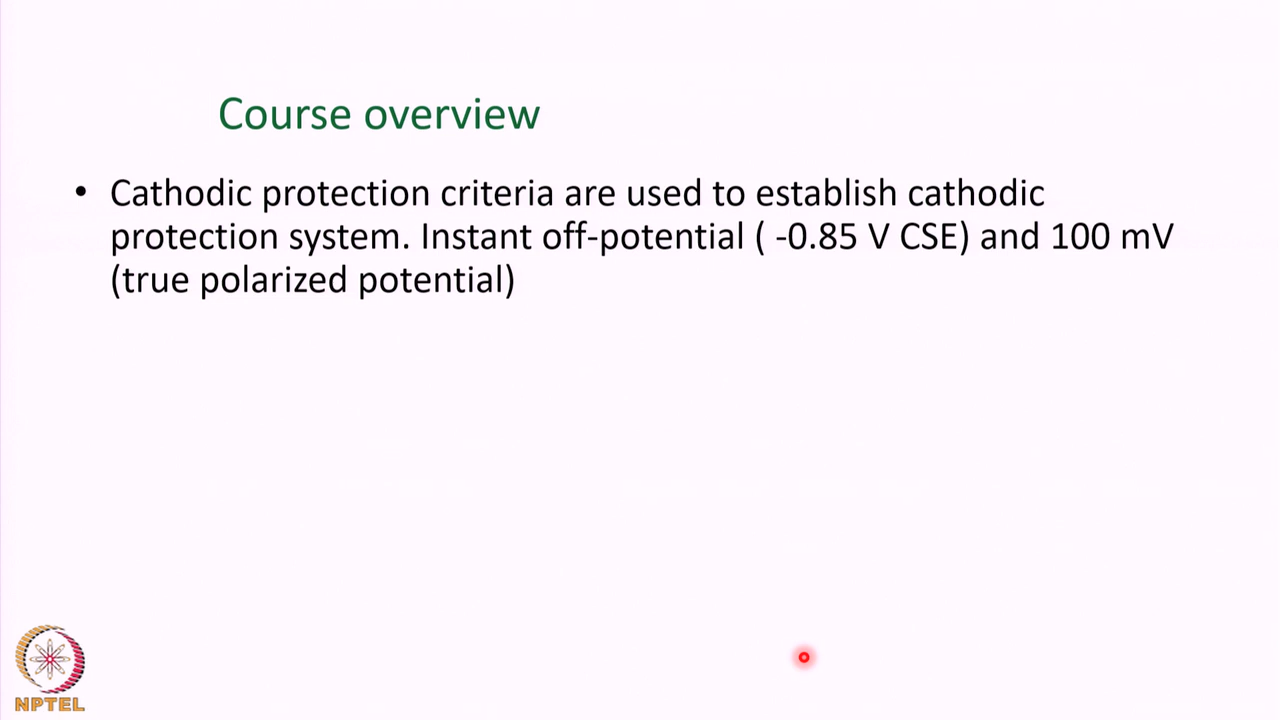 Course overview
• Cathodic protection criteria are used to establish cathodic
protection system. Instant off-potential ( -0.85 V CSE) and 100 mV
(true polarized potential)
NPTEL